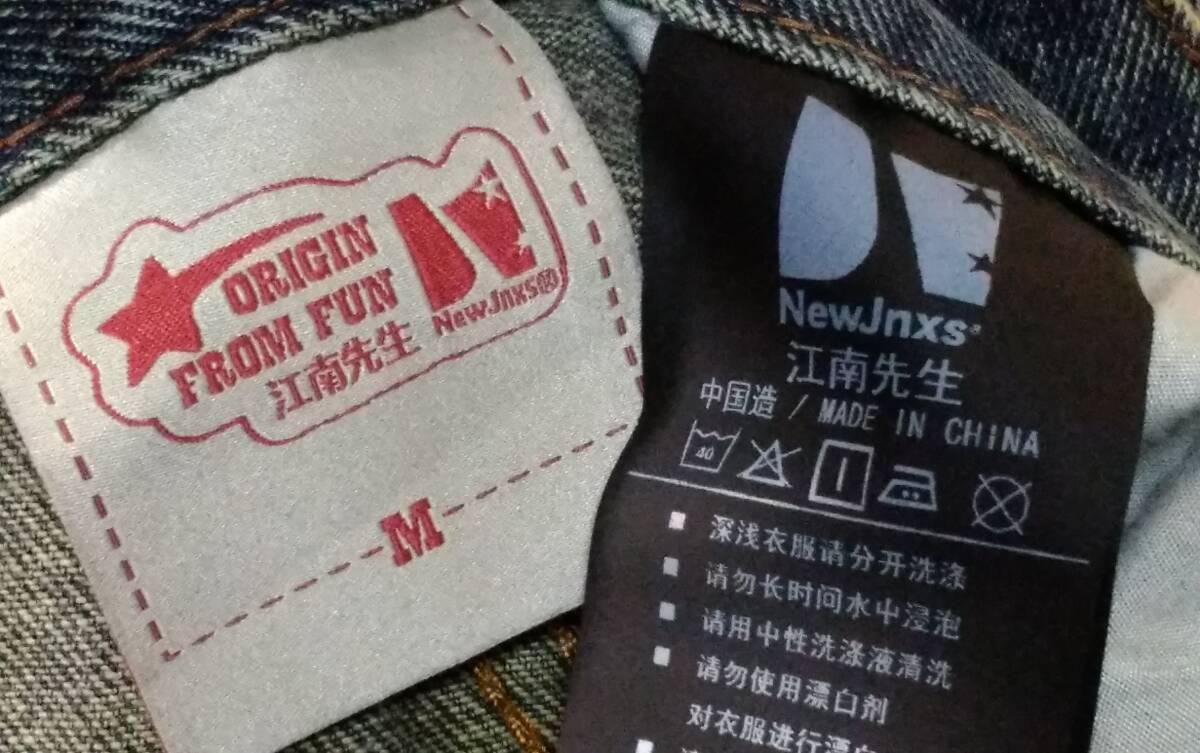 ORIGIN
FROM FUN
江南先生
NewJnxs®
M
NewJnxs®
江南先生
中国造 / MADE IN CHINA
40
深浅衣服请分开洗涤
请勿长时间水中浸泡
请用中性洗涤液清洗
请勿使用漂白剂
对衣服进行漂白